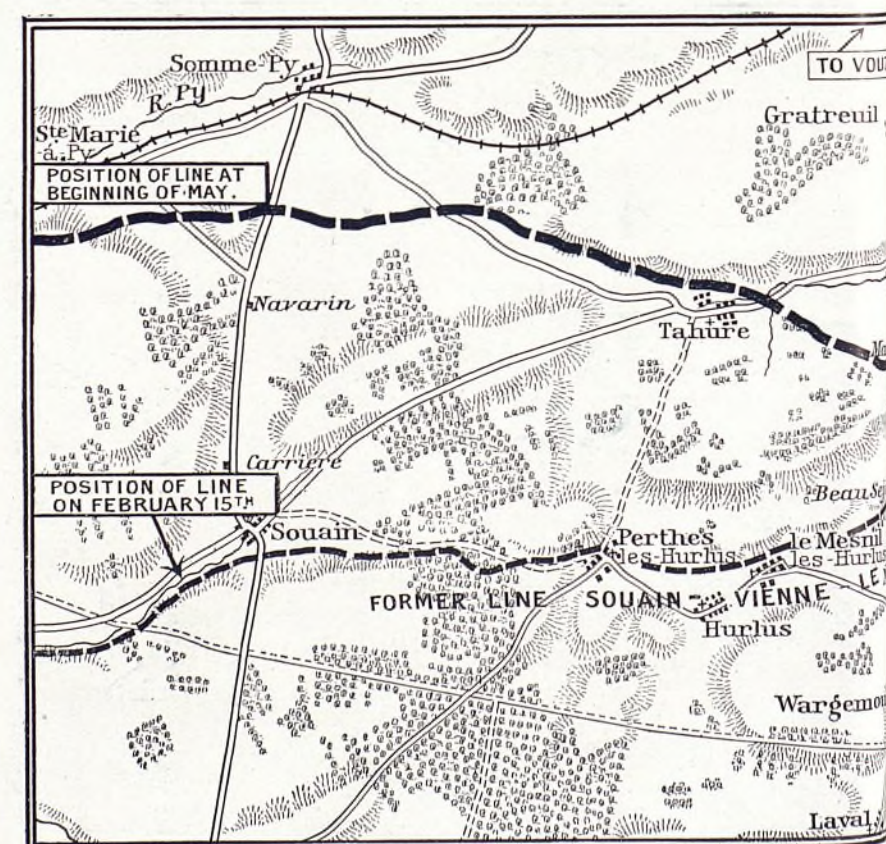 TO VOU
Somme-Py
R. Py
Ste Marie
à Py
Gratreuil
POSITION OF LINE AT
BEGINNING OF MAY.
Navarin
Tahure
Carrière
POSITION OF LINE
ON FEBRUARY 15TH
Beau Se
Souain
Perthes
les-Hurlus
le Mesnil
les-Hurlus
FORMER LINE SOUAIN-VIENNE LE
Hurlus
Wargemou
Laval